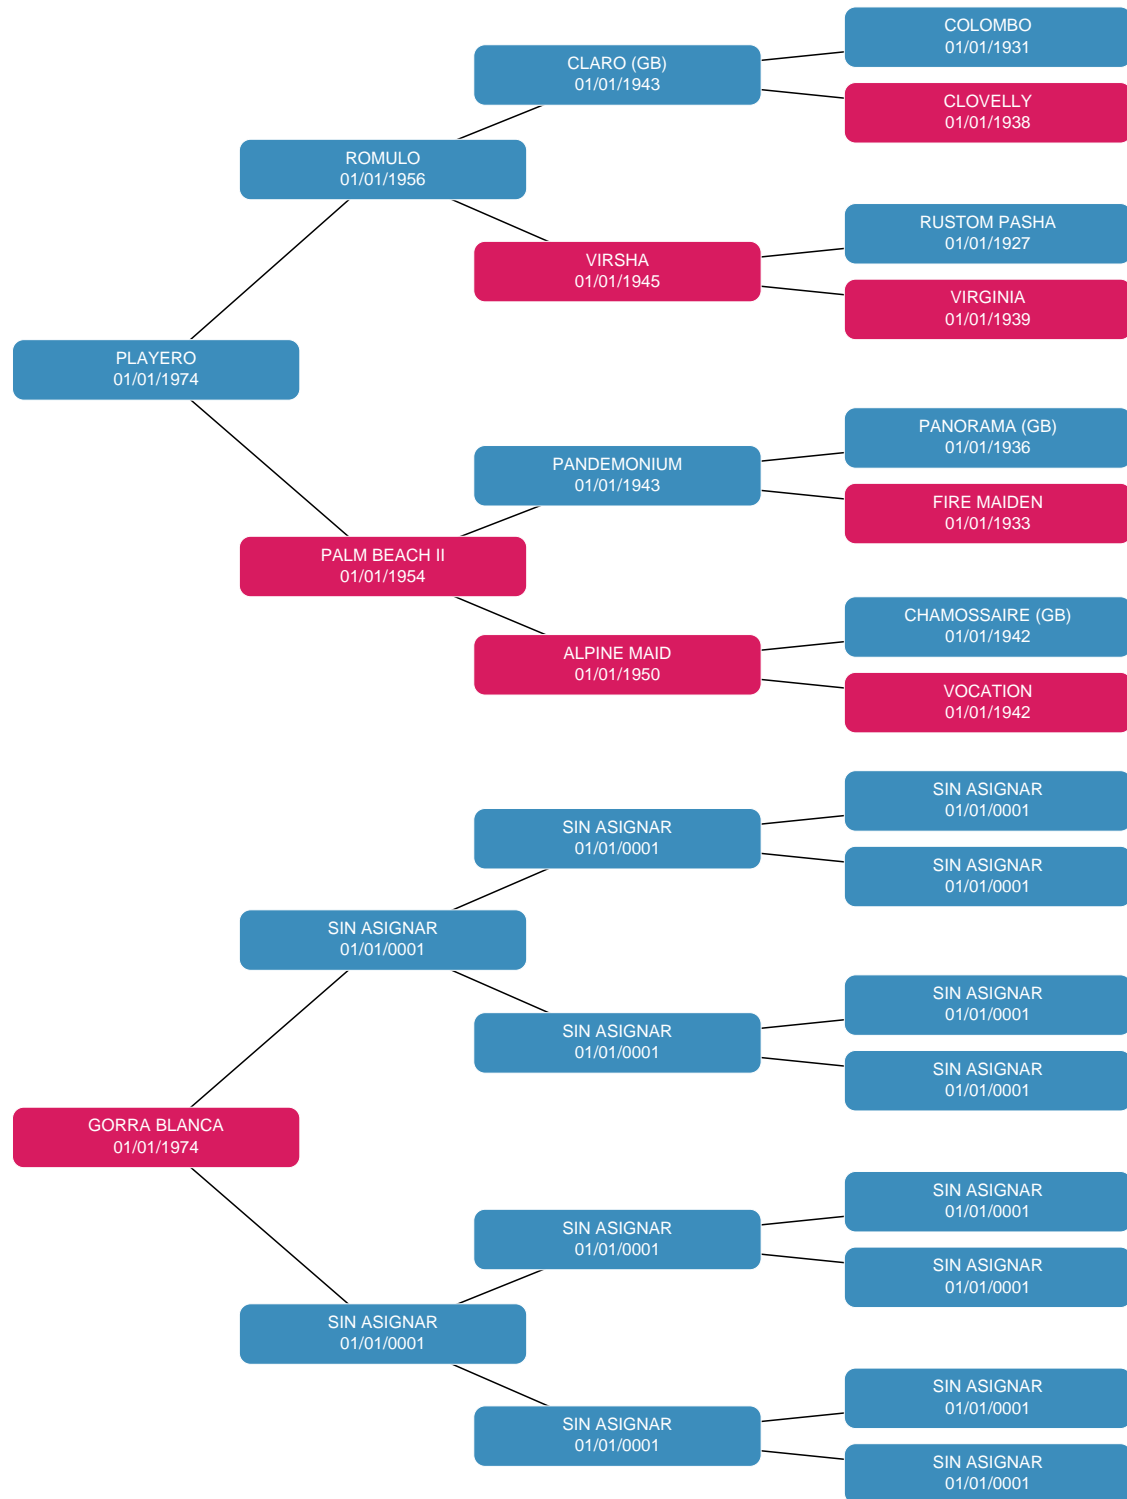 COLOMBO
01/01/1931
CLARO (GB)
01/01/1943
CLOVELLY
01/01/1938
ROMULO
01/01/1956
RUSTOM PASHA
01/01/1927
VIRSHA
01/01/1945
VIRGINIA
01/01/1939
PLAYERO
01/01/1974
PANORAMA (GB)
01/01/1936
PANDEMONIUM
01/01/1943
FIRE MAIDEN
01/01/1933
PALM BEACH II
01/01/1954
CHAMOSSAIRE (GB)
01/01/1942
ALPINE MAID
01/01/1950
VOCATION
01/01/1942
SIN ASIGNAR
01/01/0001
SIN ASIGNAR
01/01/0001
SIN ASIGNAR
01/01/0001
SIN ASIGNAR
01/01/0001
SIN ASIGNAR
01/01/0001
SIN ASIGNAR
01/01/0001
SIN ASIGNAR
01/01/0001
GORRA BLANCA
01/01/1974
SIN ASIGNAR
01/01/0001
SIN ASIGNAR
01/01/0001
SIN ASIGNAR
01/01/0001
SIN ASIGNAR
01/01/0001
SIN ASIGNAR
01/01/0001
SIN ASIGNAR
01/01/0001
SIN ASIGNAR
01/01/0001